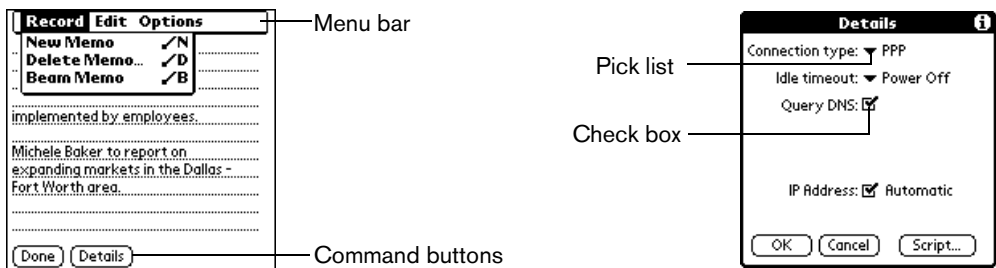 Record Edit Options
Menu bar
New Memo /N
Delete Memo... /D
Beam Memo /B
implemented by employees.
Michele Baker to report on
expanding markets in the Dallas -
Fort Worth area.
Done Details
Command buttons
Details
Connection type: PPP
Pick list
Idle timeout: Power Off
Query DNS:
Check box
IP Address: Automatic
OK Cancel Script...